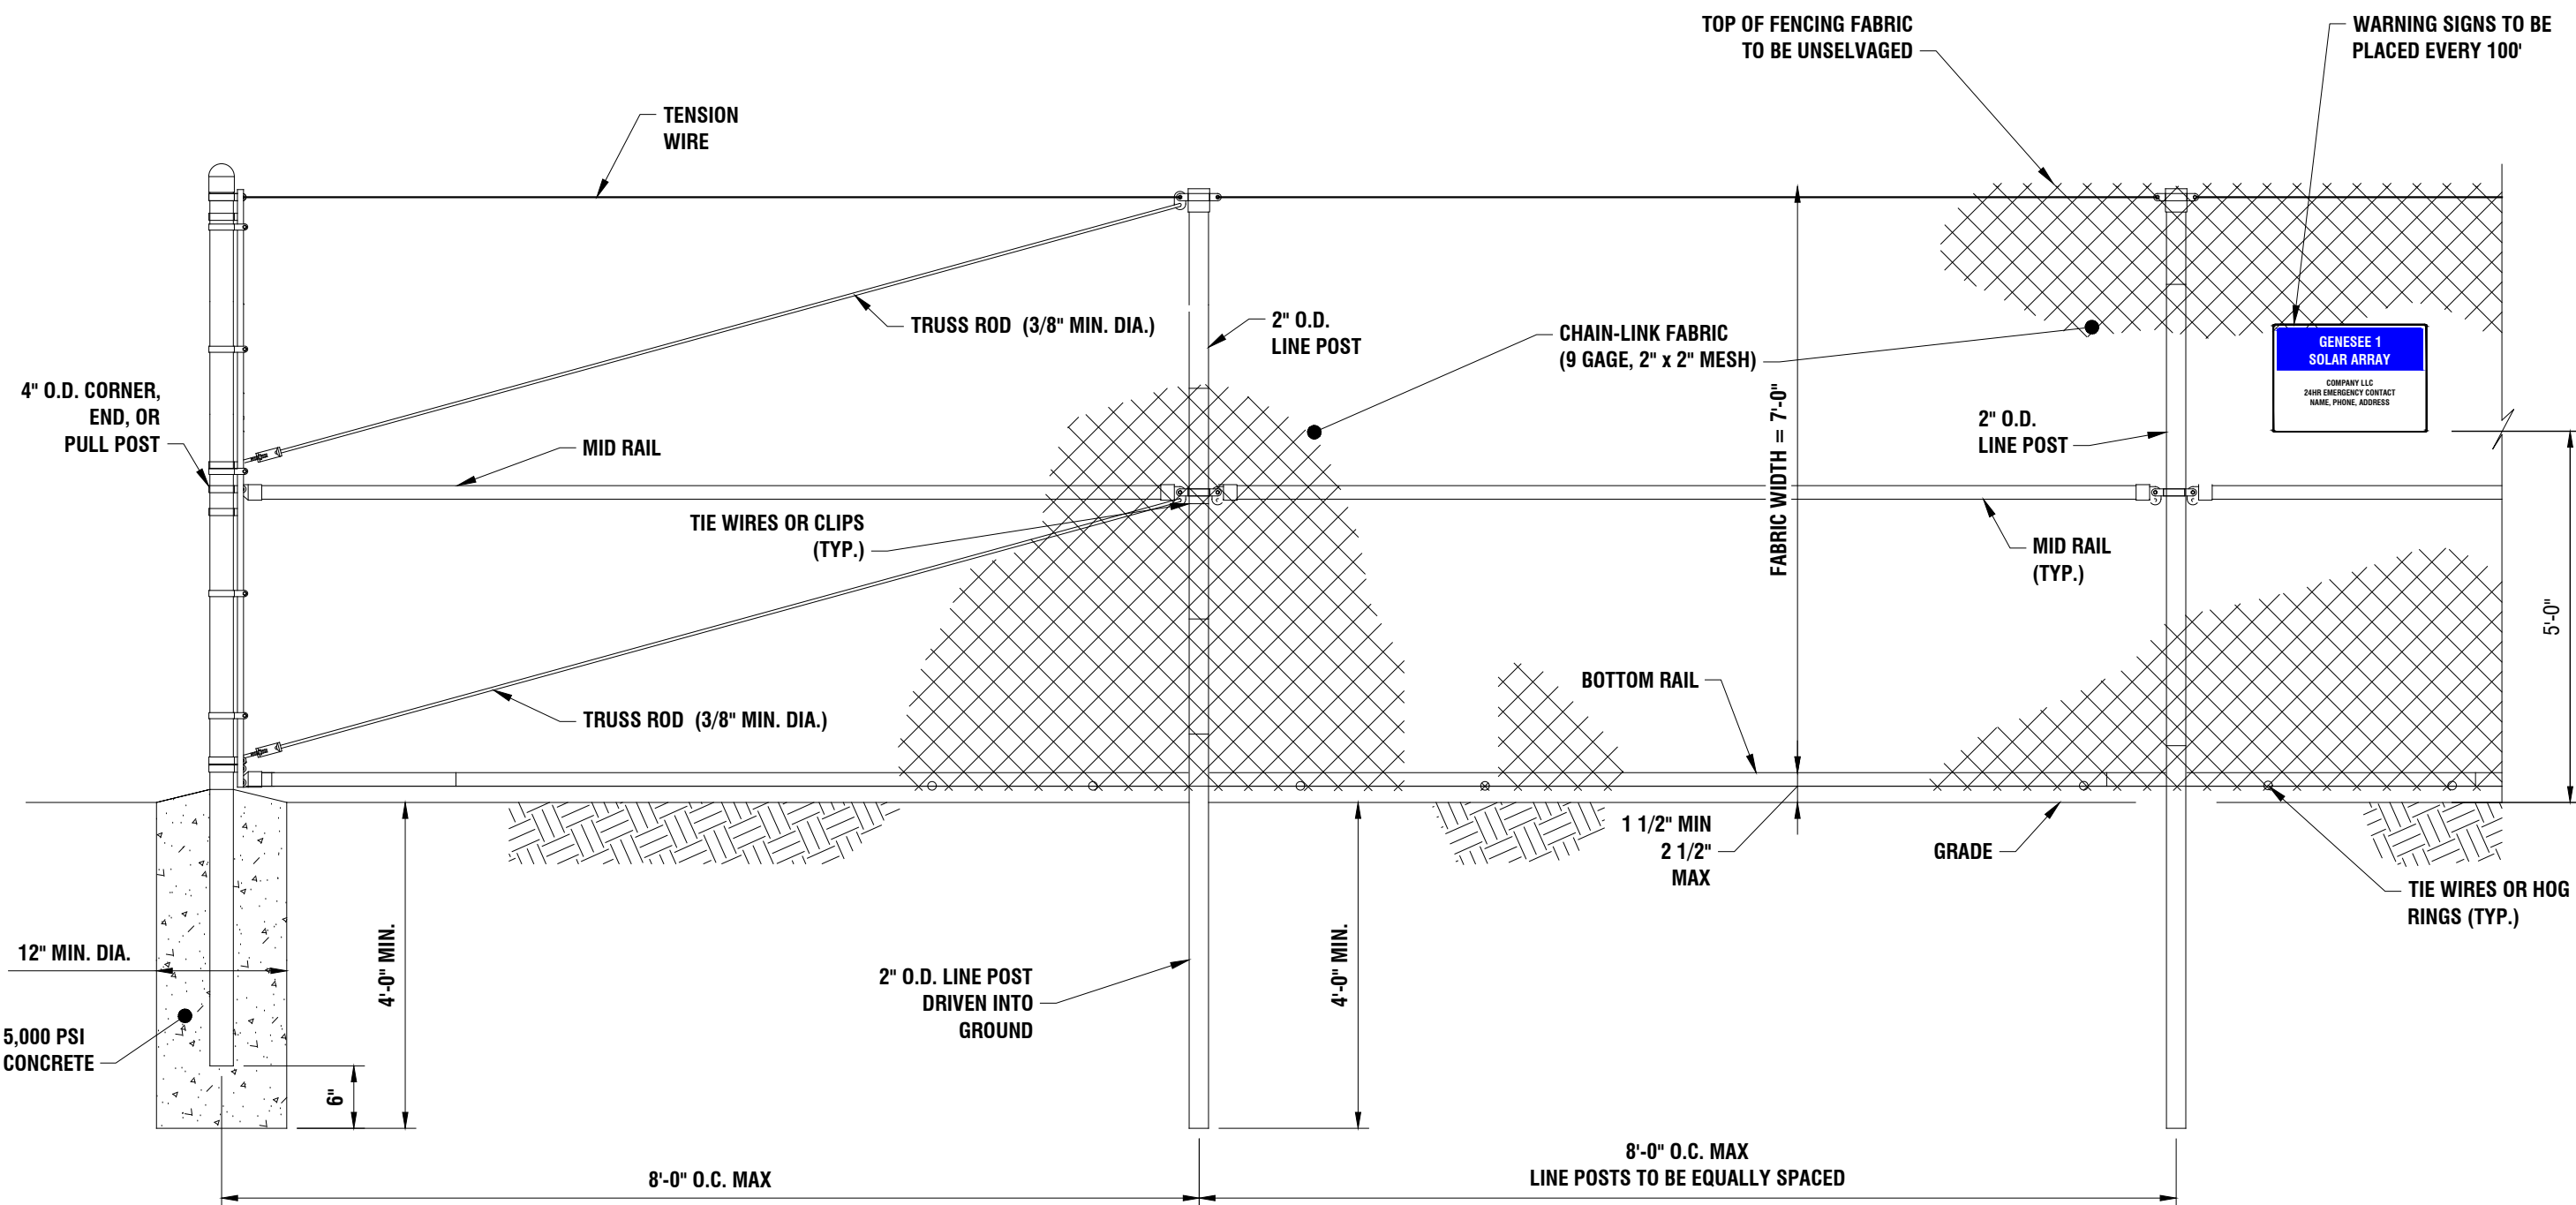 TOP OF FENCING FABRIC
TO BE UNSELVAGED
WARNING SIGNS TO BE
PLACED EVERY 100'
TENSION
WIRE
TRUSS ROD (3/8" MIN. DIA.)
2" O.D.
LINE POST
CHAIN-LINK FABRIC
(9 GAGE, 2" x 2" MESH)
GENESEE 1
SOLAR ARRAY
COMPANY LLC
24HR EMERGENCY CONTACT
NAME, PHONE, ADDRESS
4" O.D. CORNER,
END, OR
PULL POST
MID RAIL
FABRIC WIDTH = 7'-0"
2" O.D.
LINE POST
TIE WIRES OR CLIPS
(TYP.)
MID RAIL
(TYP.)
5'-0"
TRUSS ROD (3/8" MIN. DIA.)
BOTTOM RAIL
1 1/2" MIN
2 1/2"
MAX
GRADE
TIE WIRES OR HOG
RINGS (TYP.)
12" MIN. DIA.
4'-0" MIN.
2" O.D. LINE POST
DRIVEN INTO
GROUND
4'-0" MIN.
5,000 PSI
CONCRETE
6"
8'-0" O.C. MAX
8'-0" O.C. MAX
LINE POSTS TO BE EQUALLY SPACED